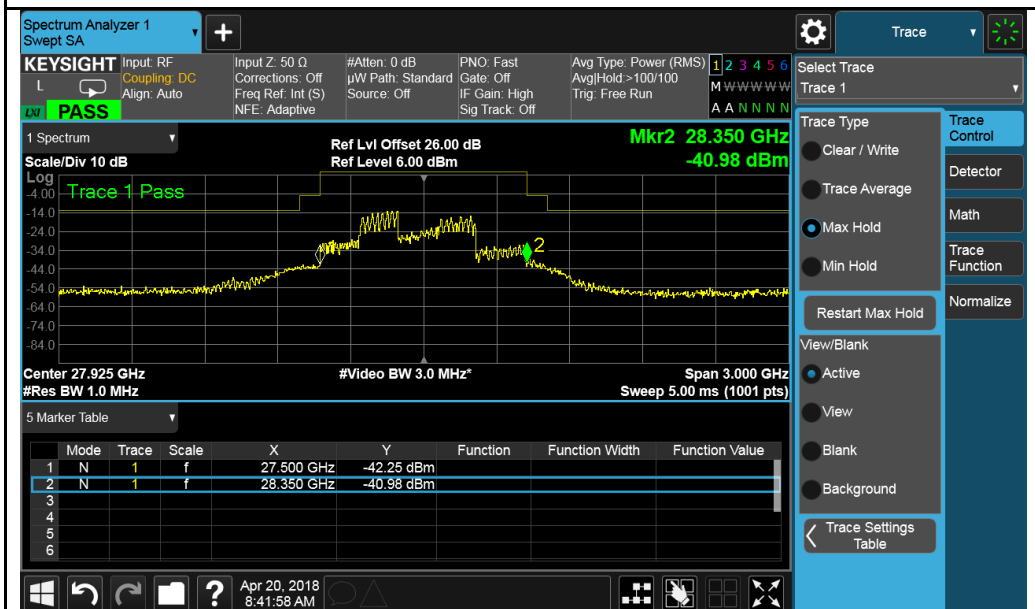 Spectrum Analyzer 1
Swept SA
+
Trace
KEYSIGHT
L
LXI
PASS
Input: RF
Coupling: DC
Align: Auto
Input Z: 50 Ω
Corrections: Off
Freq Ref: Int (S)
NFE: Adaptive
#Atten: 0 dB
µW Path: Standard
Source: Off
PNO: Fast
Gate: Off
IF Gain: High
Sig Track: Off
Avg Type: Power (RMS)
Avg|Hold:>100/100
Trig: Free Run
1 2 3 4 5 6
M W W W W W
A A N N N N
Select Trace
Trace 1
1 Spectrum
Scale/Div 10 dB
Ref Lvl Offset 26.00 dB
Ref Level 6.00 dBm
Mkr2 28.350 GHz
-40.98 dBm
Log
Trace 1 Pass
-4.00
-14.0
-24.0
-34.0
-44.0
-54.0
-64.0
-74.0
-84.0
2
Center 27.925 GHz
#Res BW 1.0 MHz
#Video BW 3.0 MHz*
Span 3.000 GHz
Sweep 5.00 ms (1001 pts)
5 Marker Table
Mode Trace Scale X Y Function Function Width Function Value
1 N 1 f 27.500 GHz -42.25 dBm
2 N 1 f 28.350 GHz -40.98 dBm
3
4
5
6
Trace Type
Clear / Write
Trace Average
Max Hold
Min Hold
Restart Max Hold
View/Blank
Active
View
Blank
Background
Trace Settings
Table
Trace
Control
Detector
Math
Trace
Function
Normalize
?
Apr 20, 2018
8:41:58 AM